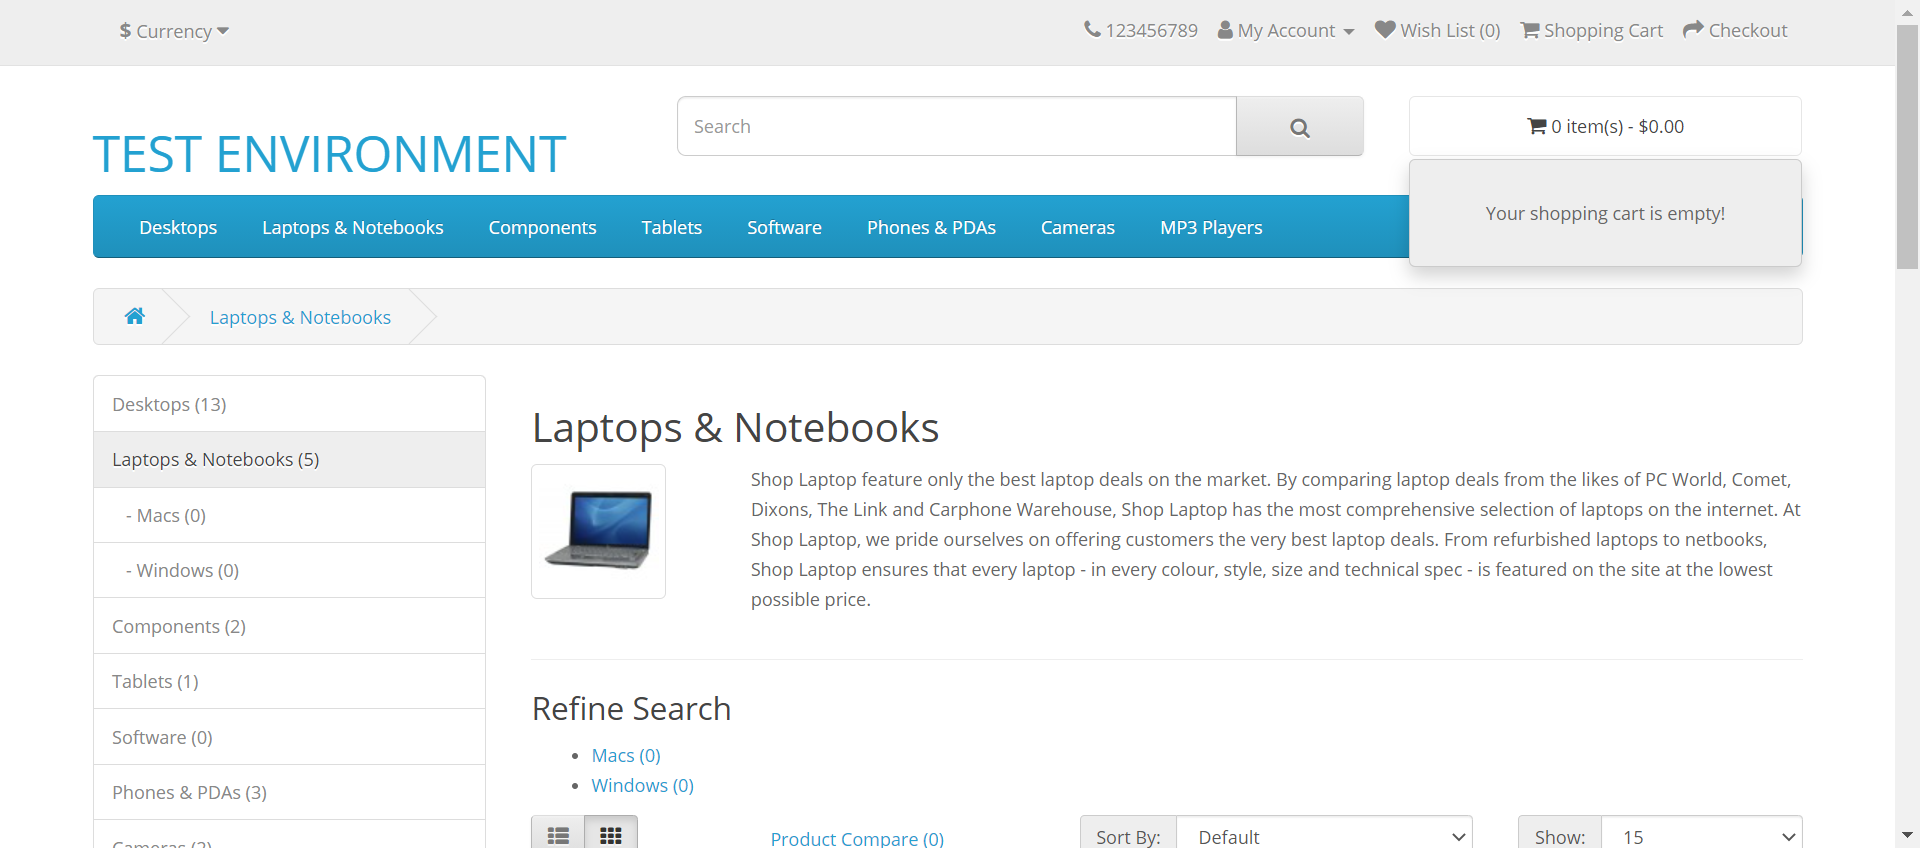 $ Currency
123456789 My Account Wish List (0) Shopping Cart Checkout
TEST ENVIRONMENT
Search
0 item(s) - $0.00
Your shopping cart is empty!
Desktops Laptops & Notebooks Components Tablets Software Phones & PDAs Cameras MP3 Players
Laptops & Notebooks
Desktops (13)
Laptops & Notebooks (5)
- Macs (0)
- Windows (0)
Components (2)
Tablets (1)
Software (0)
Phones & PDAs (3)
Cameras (2)
Laptops & Notebooks
Shop Laptop feature only the best laptop deals on the market. By comparing laptop deals from the likes of PC World, Comet,
Dixons, The Link and Carphone Warehouse, Shop Laptop has the most comprehensive selection of laptops on the internet. At
Shop Laptop, we pride ourselves on offering customers the very best laptop deals. From refurbished laptops to netbooks,
Shop Laptop ensures that every laptop - in every colour, style, size and technical spec - is featured on the site at the lowest
possible price.
Refine Search
Macs (0)
Windows (0)
Product Compare (0)
Sort By: Default
Show: 15